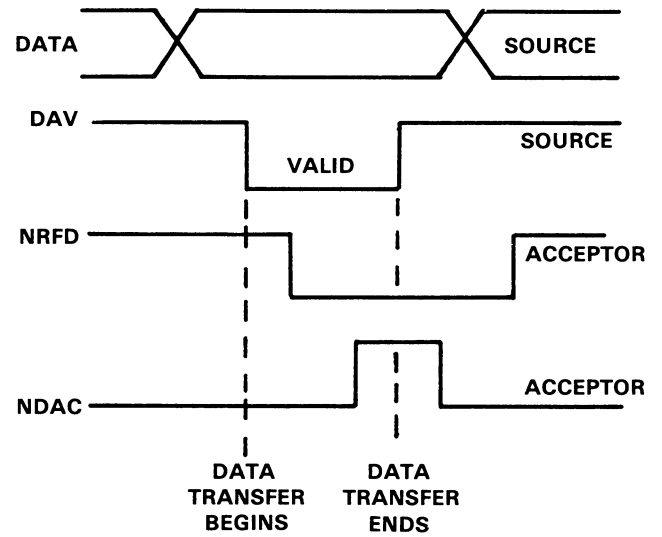 DATA
SOURCE
DAV
SOURCE
VALID
NRFD
ACCEPTOR
NDAC
ACCEPTOR
DATA
TRANSFER
BEGINS
DATA
TRANSFER
ENDS